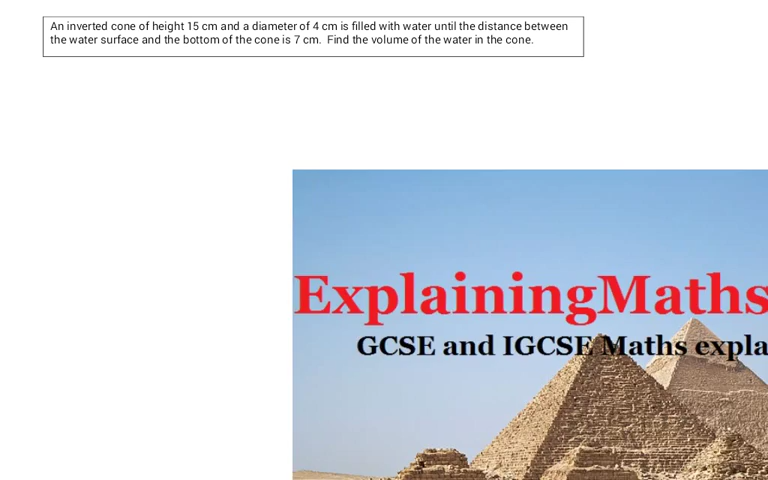 An inverted cone of height 15 cm and a diameter of 4 cm is filled with water until the distance between
the water surface and the bottom of the cone is 7 cm.  Find the volume of the water in the cone.
ExplainingMaths
GCSE and IGCSE Maths expla